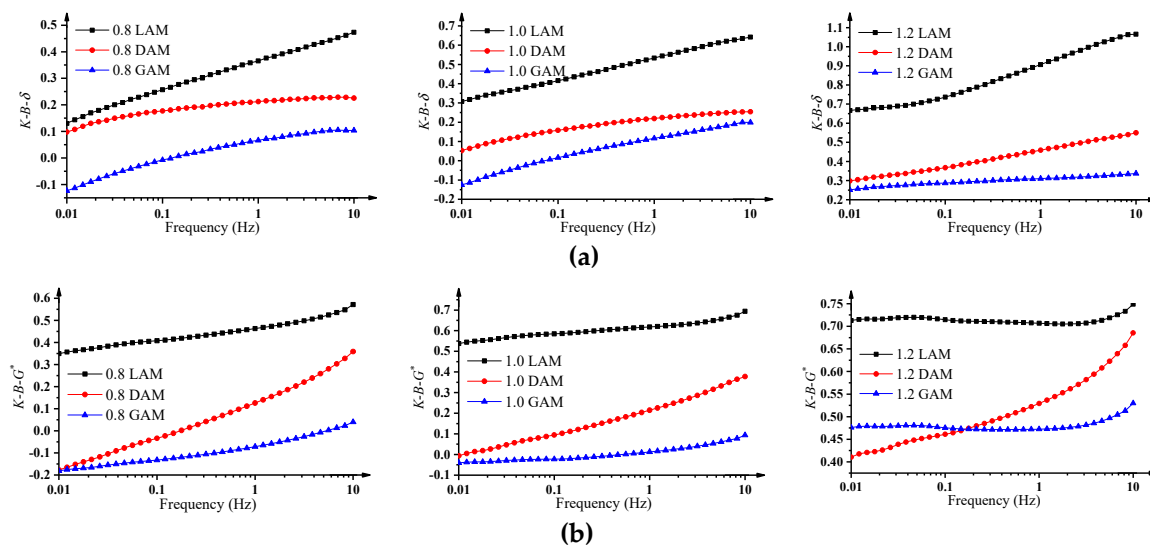 K-B-δ
0.5
0.4
0.3
0.2
0.1
0.0
-0.1
0.8 LAM
0.8 DAM
0.8 GAM
0.01 0.1 1 10
Frequency (Hz)
K-B-δ
0.7
0.6
0.5
0.4
0.3
0.2
0.1
0.0
-0.1
-0.2
1.0 LAM
1.0 DAM
1.0 GAM
0.01 0.1 1 10
Frequency (Hz)
K-B-δ
1.1
1.0
0.9
0.8
0.7
0.6
0.5
0.4
0.3
0.2
1.2 LAM
1.2 DAM
1.2 GAM
0.01 0.1 1 10
Frequency (Hz)
(a)
K-B-G*
0.6
0.5
0.4
0.3
0.2
0.1
0.0
-0.1
-0.2
0.8 LAM
0.8 DAM
0.8 GAM
0.01 0.1 1 10
Frequency (Hz)
K-B-G*
0.7
0.6
0.5
0.4
0.3
0.2
0.1
0.0
-0.1
1.0 LAM
1.0 DAM
1.0 GAM
0.01 0.1 1 10
Frequency (Hz)
K-B-G*
0.75
0.70
0.65
0.60
0.55
0.50
0.45
0.40
1.2 LAM
1.2 DAM
1.2 GAM
0.01 0.1 1 10
Frequency (Hz)
(b)